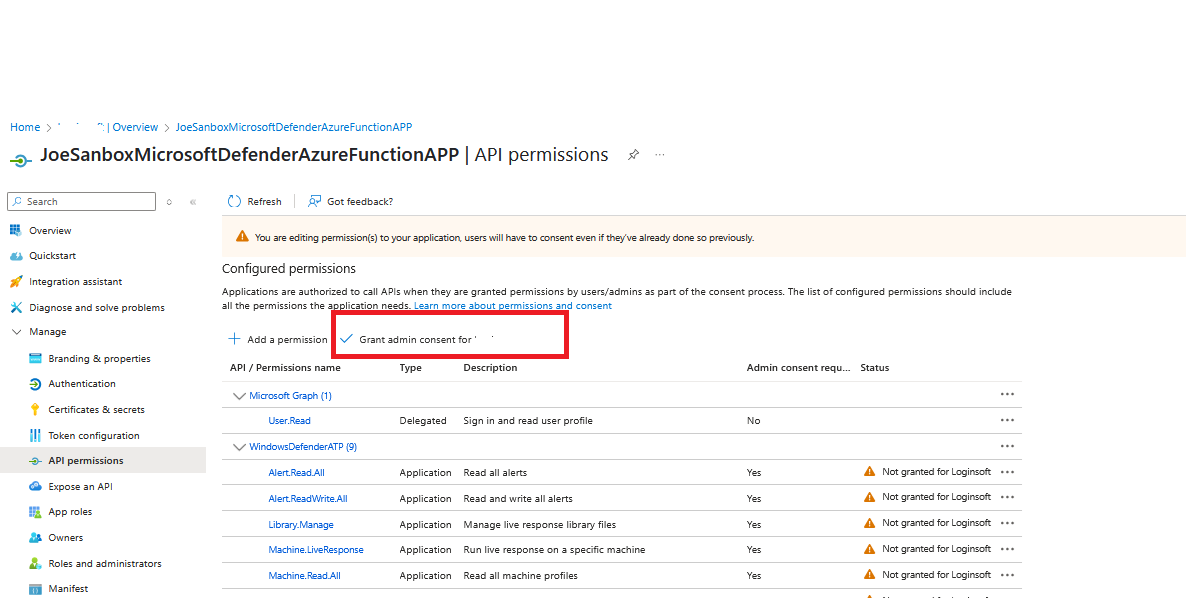 Home > | Overview > JoeSanboxMicrosoftDefenderAzureFunctionAPP
JoeSanboxMicrosoftDefenderAzureFunctionAPP | API permissions ...
Search
Overview
Quickstart
Integration assistant
Diagnose and solve problems
Manage
Branding & properties
Authentication
Certificates & secrets
Token configuration
API permissions
Expose an API
App roles
Owners
Roles and administrators
Manifest
Refresh | Got feedback?
You are editing permission(s) to your application, users will have to consent even if they've already done so previously.
Configured permissions
Applications are authorized to call APIs when they are granted permissions by users/admins as part of the consent process. The list of configured permissions should include
all the permissions the application needs. Learn more about permissions and consent
Add a permission Grant admin consent for
API / Permissions name Type Description Admin consent requ... Status
Microsoft Graph (1) ...
User.Read Delegated Sign in and read user profile No ...
WindowsDefenderATP (9) ...
Alert.Read.All Application Read all alerts Yes Not granted for Loginsoft ...
Alert.ReadWrite.All Application Read and write all alerts Yes Not granted for Loginsoft ...
Library.Manage Application Manage live response library files Yes Not granted for Loginsoft ...
Machine.LiveResponse Application Run live response on a specific machine Yes Not granted for Loginsoft ...
Machine.Read.All Application Read all machine profiles Yes Not granted for Loginsoft ...